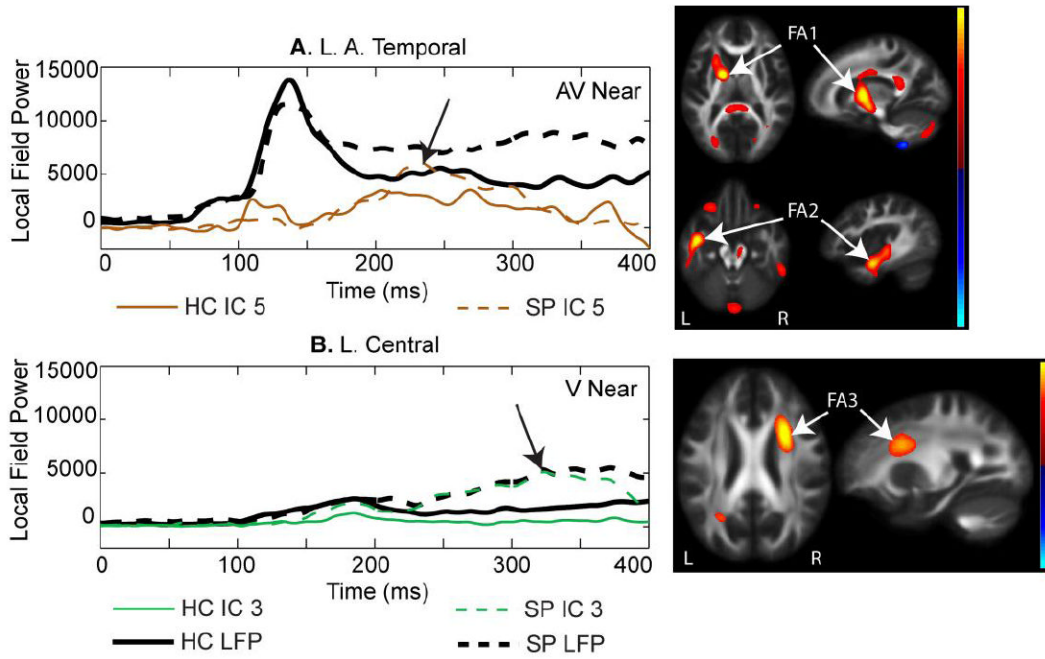 A. L. A. Temporal
AV Near
Local Field Power
15000
10000
5000
0
0 100 200 300 400
Time (ms)
HC IC 5 SP IC 5
FA1
FA2
L R
B. L. Central
V Near
Local Field Power
15000
10000
5000
0
0 100 200 300 400
Time (ms)
HC IC 3 SP IC 3
HC LFP SP LFP
FA3
L R